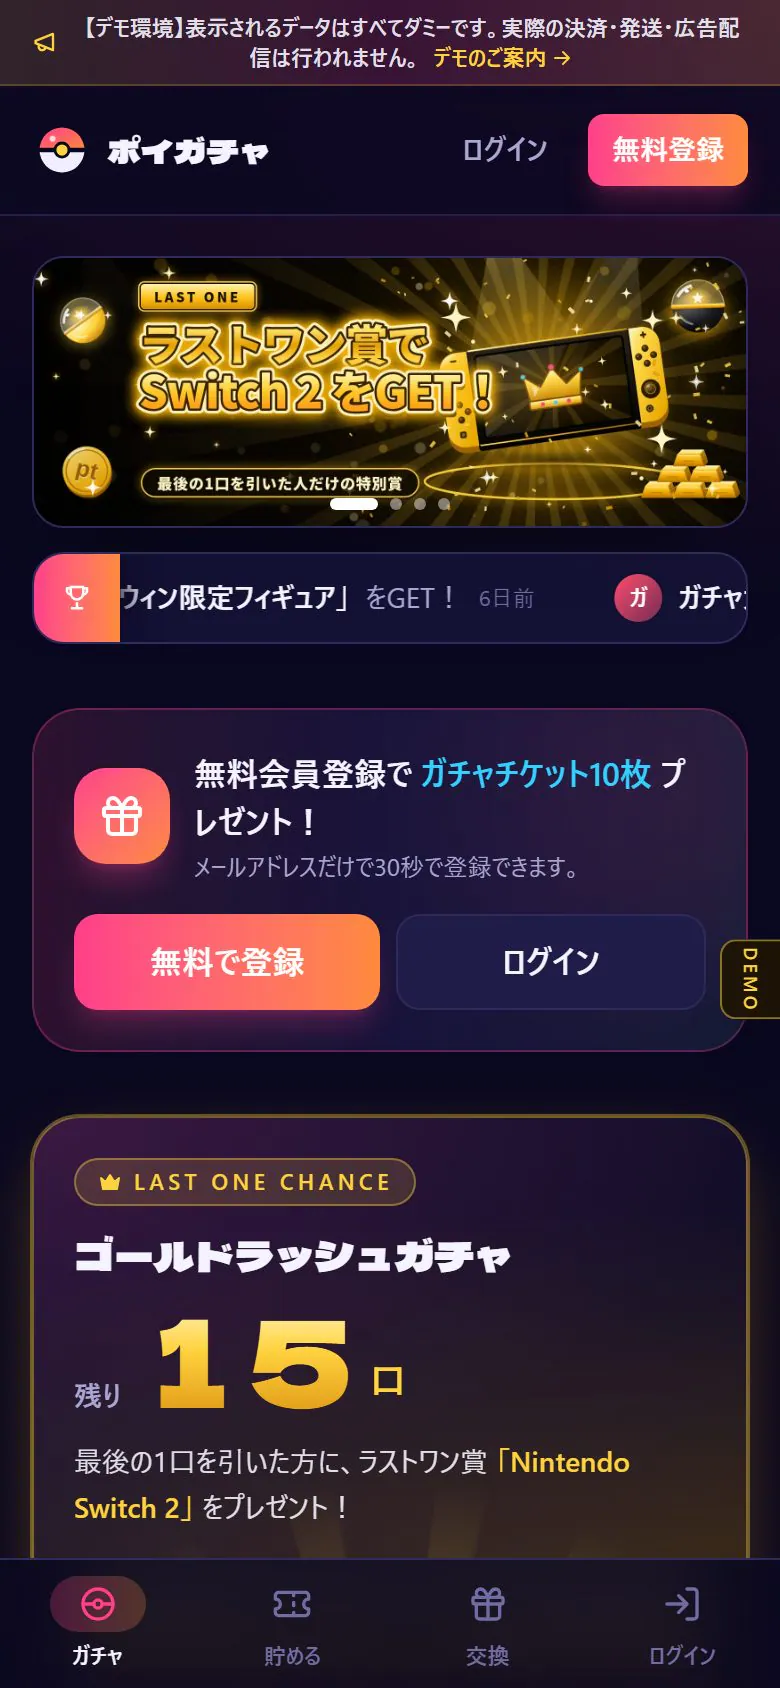 【デモ環境】表示されるデータはすべてダミーです。実際の決済・発送・広告配
信は行われません。 デモのご案内 →
ポイガチャ
ログイン
無料登録
LAST ONE
ラストワン賞で
Switch 2 をGET！
pt
最後の1口を引いた人だけの特別賞
ウィン限定フィギュア」 をGET！ 6日前
ガ ガチャ
無料会員登録で ガチャチケット10枚 プ
レゼント！
メールアドレスだけで30秒で登録できます。
無料で登録
ログイン
DEMO
LAST ONE CHANCE
ゴールドラッシュガチャ
残り 15 口
最後の1口を引いた方に、ラストワン賞「Nintendo
Switch 2」をプレゼント！
ガチャ
貯める
交換
ログイン